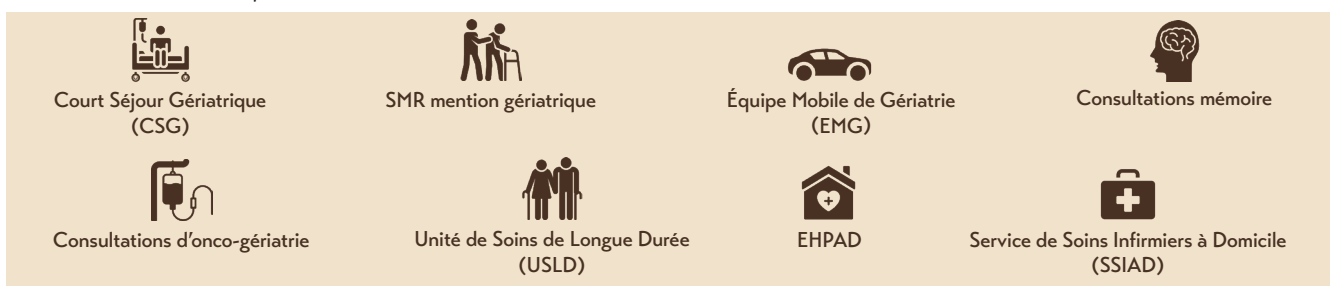 Court Séjour Gériatrique
(CSG)
SMR mention gériatrique
Équipe Mobile de Gériatrie
(EMG)
Consultations mémoire
Consultations d'onco-gériatrie
Unité de Soins de Longue Durée
(USLD)
EHPAD
Service de Soins Infirmiers à Domicile
(SSIAD)